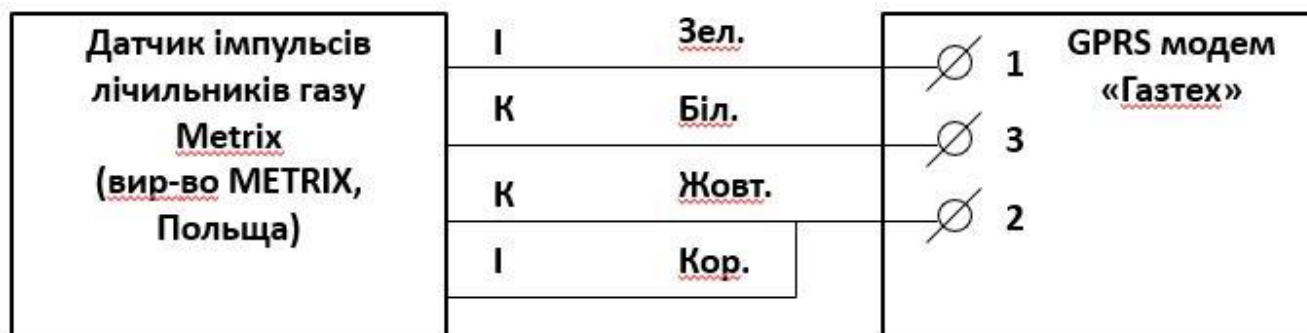 Датчик імпульсів
лічильників газу
Metrix
(вир-во METRIX,
Польща)
І Зел.
К Біл.
К Жовт.
І Кор.
1
3
2
GPRS модем
«Газтех»